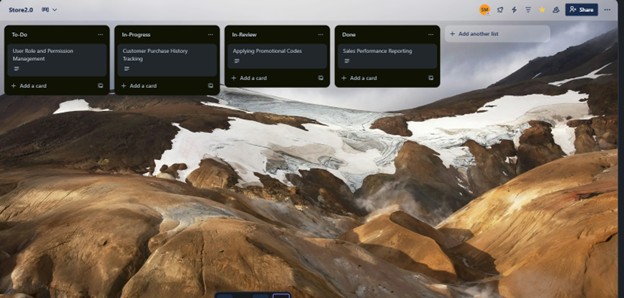 Store2.0
SM
Share
To-Do
User Role and Permission
Management
Add a card
In-Progress
Customer Purchase History
Tracking
Add a card
In-Review
Applying Promotional Codes
Add a card
Done
Sales Performance Reporting
Add a card
Add another list